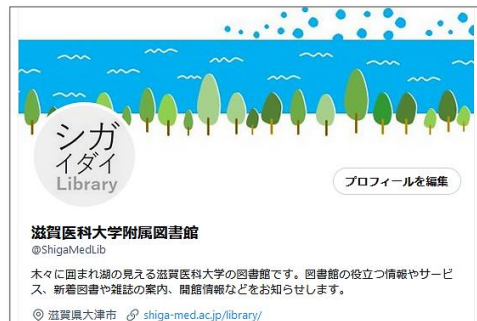 シガ
イダイ
Library
プロフィールを編集
滋賀医科大学附属図書館
@ShigaMedLib
木々に囲まれ湖の見える滋賀医科大学の図書館です。図書館の役立つ情報やサービ
ス、新着図書や雑誌の案内、開館情報などをお知らせします。
滋賀県大津市 shiga-med.ac.jp/library/